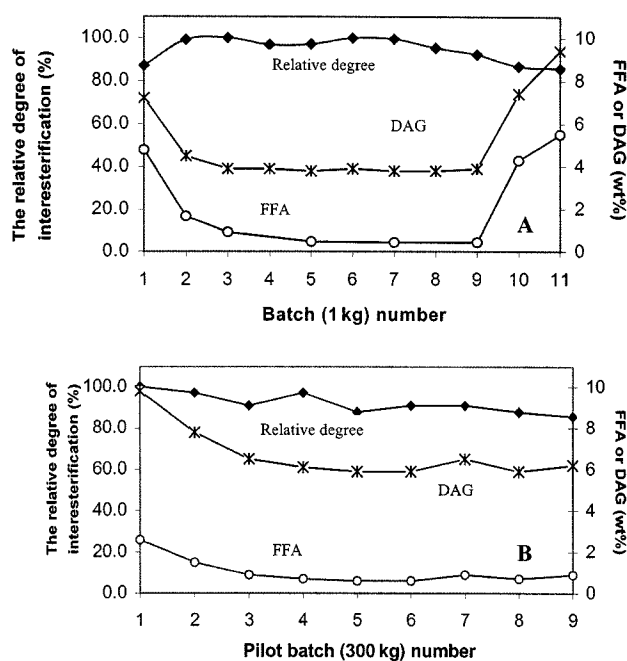 The relative degree of
interesterification (%)
100.0
80.0
60.0
40.0
20.0
0.0
Relative degree
DAG
FFA
A
10
8
6
4
2
0
FFA or DAG (wt%)
1 2 3 4 5 6 7 8 9 10 11
Batch (1 kg) number
The relative degree of
interesterification (%)
100.0
80.0
60.0
40.0
20.0
0.0
Relative degree
DAG
FFA
B
10
8
6
4
2
0
FFA or DAG (wt%)
1 2 3 4 5 6 7 8 9
Pilot batch (300 kg) number